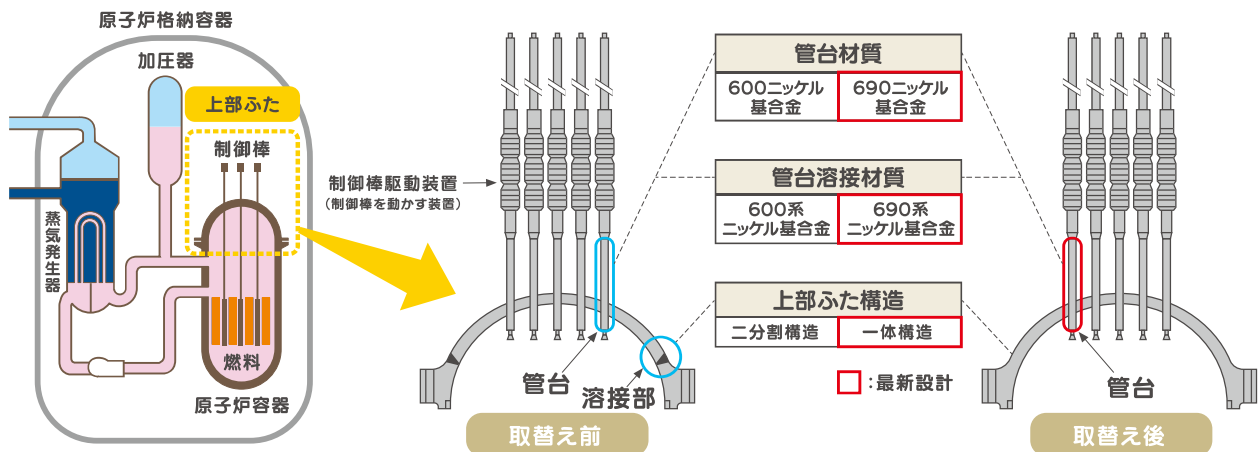 原子炉格納容器
加圧器
上部ふた
制御棒
蒸気発生器
燃料
原子炉容器
制御棒駆動装置
（制御棒を動かす装置）
管台
溶接部
取替え前
管台材質
600ニッケル
基合金
690ニッケル
基合金
管台溶接材質
600系
ニッケル基合金
690系
ニッケル基合金
上部ふた構造
二分割構造
一体構造
：最新設計
管台
取替え後